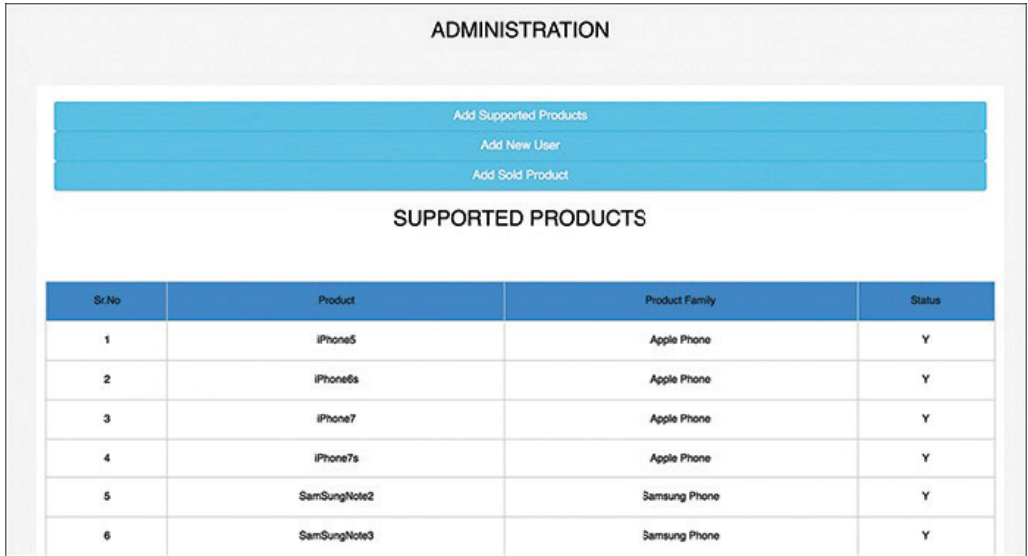 ADMINISTRATION
Add Supported Products
Add New User
Add Sold Product
SUPPORTED PRODUCTS
Sr.No Product Product Family Status
1 iPhone5 Apple Phone Y
2 iPhone6s Apple Phone Y
3 iPhone7 Apple Phone Y
4 iPhone7s Apple Phone Y
5 SamSungNote2 Samsung Phone Y
6 SamSungNote3 Samsung Phone Y